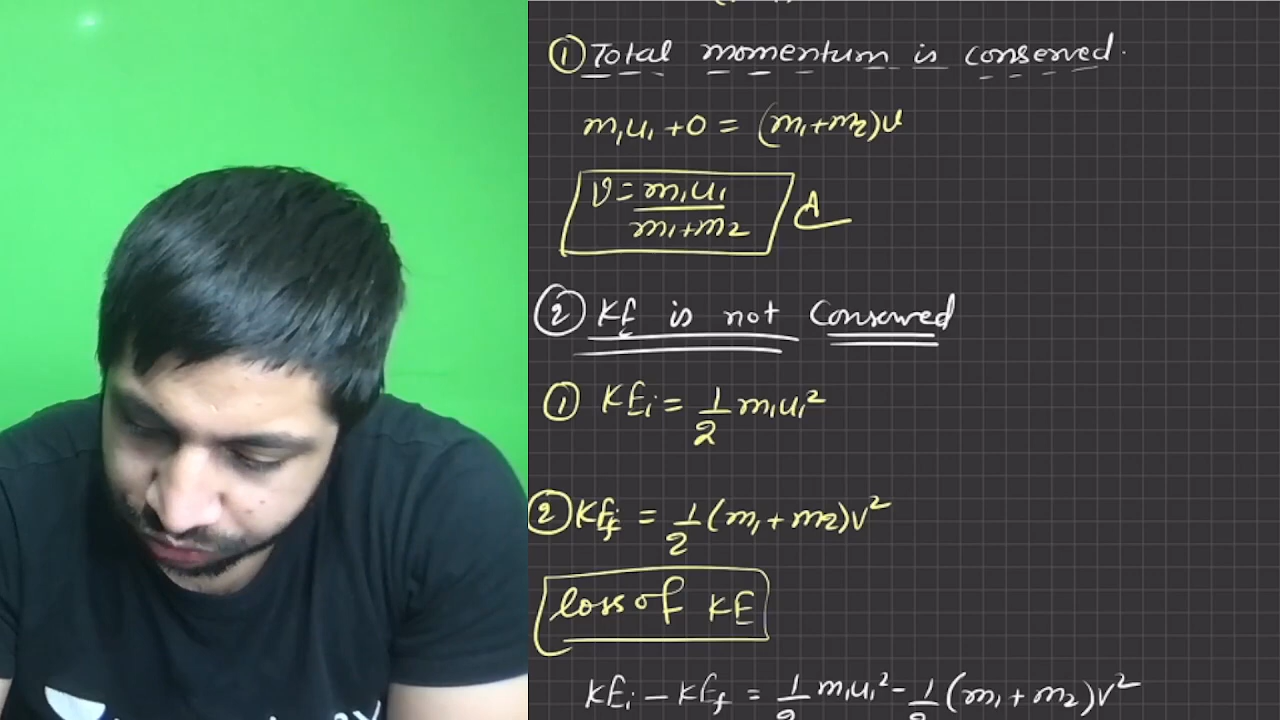 ① Total momentum is conserved.
m₁u₁ + 0 = (m₁+m₂)v
v = m₁u₁ / m₁+m₂
② KE is not Conserved
① KEᵢ = 1/2 m₁u₁²
② KE_f = 1/2 (m₁ + m₂)v²
loss of KE
KEᵢ – KE_f = 1/2 m₁u₁² – 1/2 (m₁ + m₂)v²